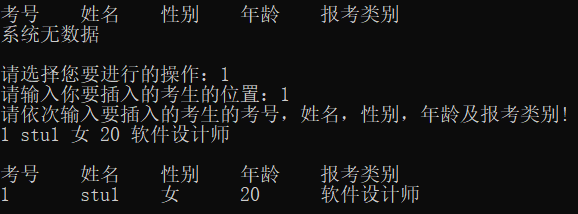 考号 姓名 性别 年龄 报考类别
系统无数据
请选择您要进行的操作：1
请输入你要插入的考生的位置：1
请依次输入要插入的考生的考号，姓名，性别，年龄及报考类别！
1 stu1 女 20 软件设计师
考号 姓名 性别 年龄 报考类别
1 stu1 女 20 软件设计师